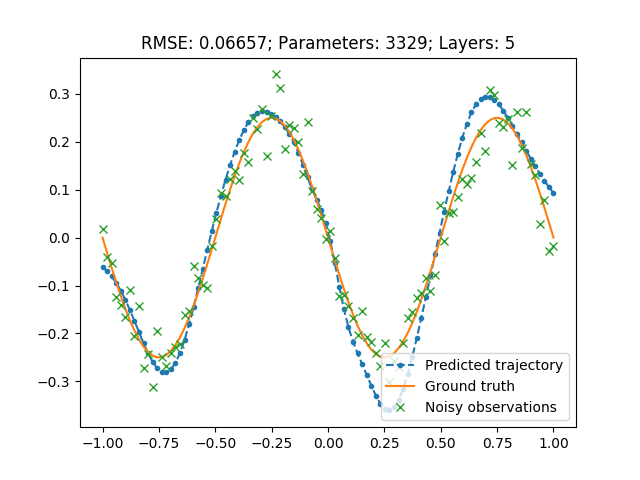 RMSE: 0.06657; Parameters: 3329; Layers: 5
0.3
0.2
0.1
0.0
−0.1
−0.2
−0.3
−1.00 −0.75 −0.50 −0.25 0.00 0.25 0.50 0.75 1.00
Predicted trajectory
Ground truth
Noisy observations